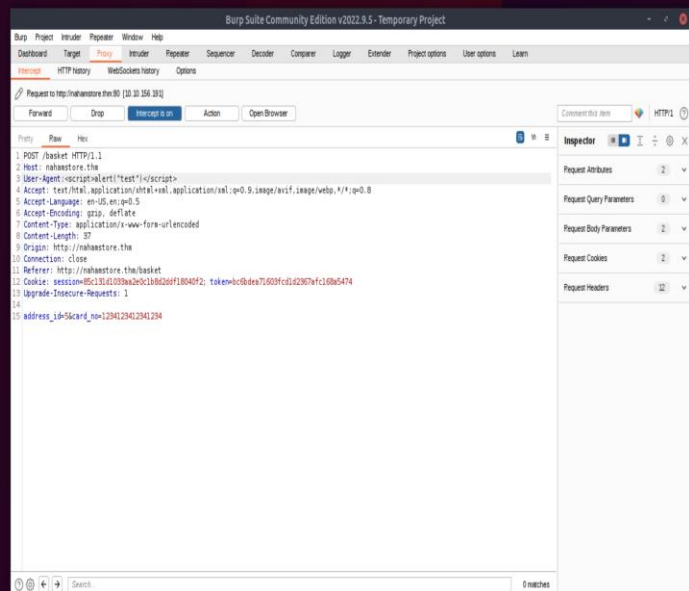 Burp Suite Community Edition v2022.9.5 - Temporary Project
Burp Project Intruder Repeater Window Help
Dashboard Target Proxy Intruder Repeater Sequencer Decoder Comparer Logger Extender Project options User options Learn
Intercept HTTP history WebSockets history Options
Request to http://nahamstore.thm:80 [10.10.156.191]
Forward Drop Intercept is on Action Open Browser Comment this item HTTP/1
Pretty Raw Hex
Inspector
1 POST /basket HTTP/1.1
2 Host: nahamstore.thm
3 User-Agent:<script>alert("test")</script>
4 Accept: text/html,application/xhtml+xml,application/xml;q=0.9,image/avif,image/webp,*/*;q=0.8
5 Accept-Language: en-US,en;q=0.5
6 Accept-Encoding: gzip, deflate
7 Content-Type: application/x-www-form-urlencoded
8 Content-Length: 37
9 Origin: http://nahamstore.thm
10 Connection: close
11 Referer: http://nahamstore.thm/basket
12 Cookie: session=85c131d1033aa2e0c1b8d2ddf18040f2; token=bc6bdea71603fcd1d2367afc168a5474
13 Upgrade-Insecure-Requests: 1
14
15 address_id=5&card_no=1234123412341234
Request Attributes 2
Request Query Parameters 0
Request Body Parameters 2
Request Cookies 2
Request Headers 12
Search...
0 matches